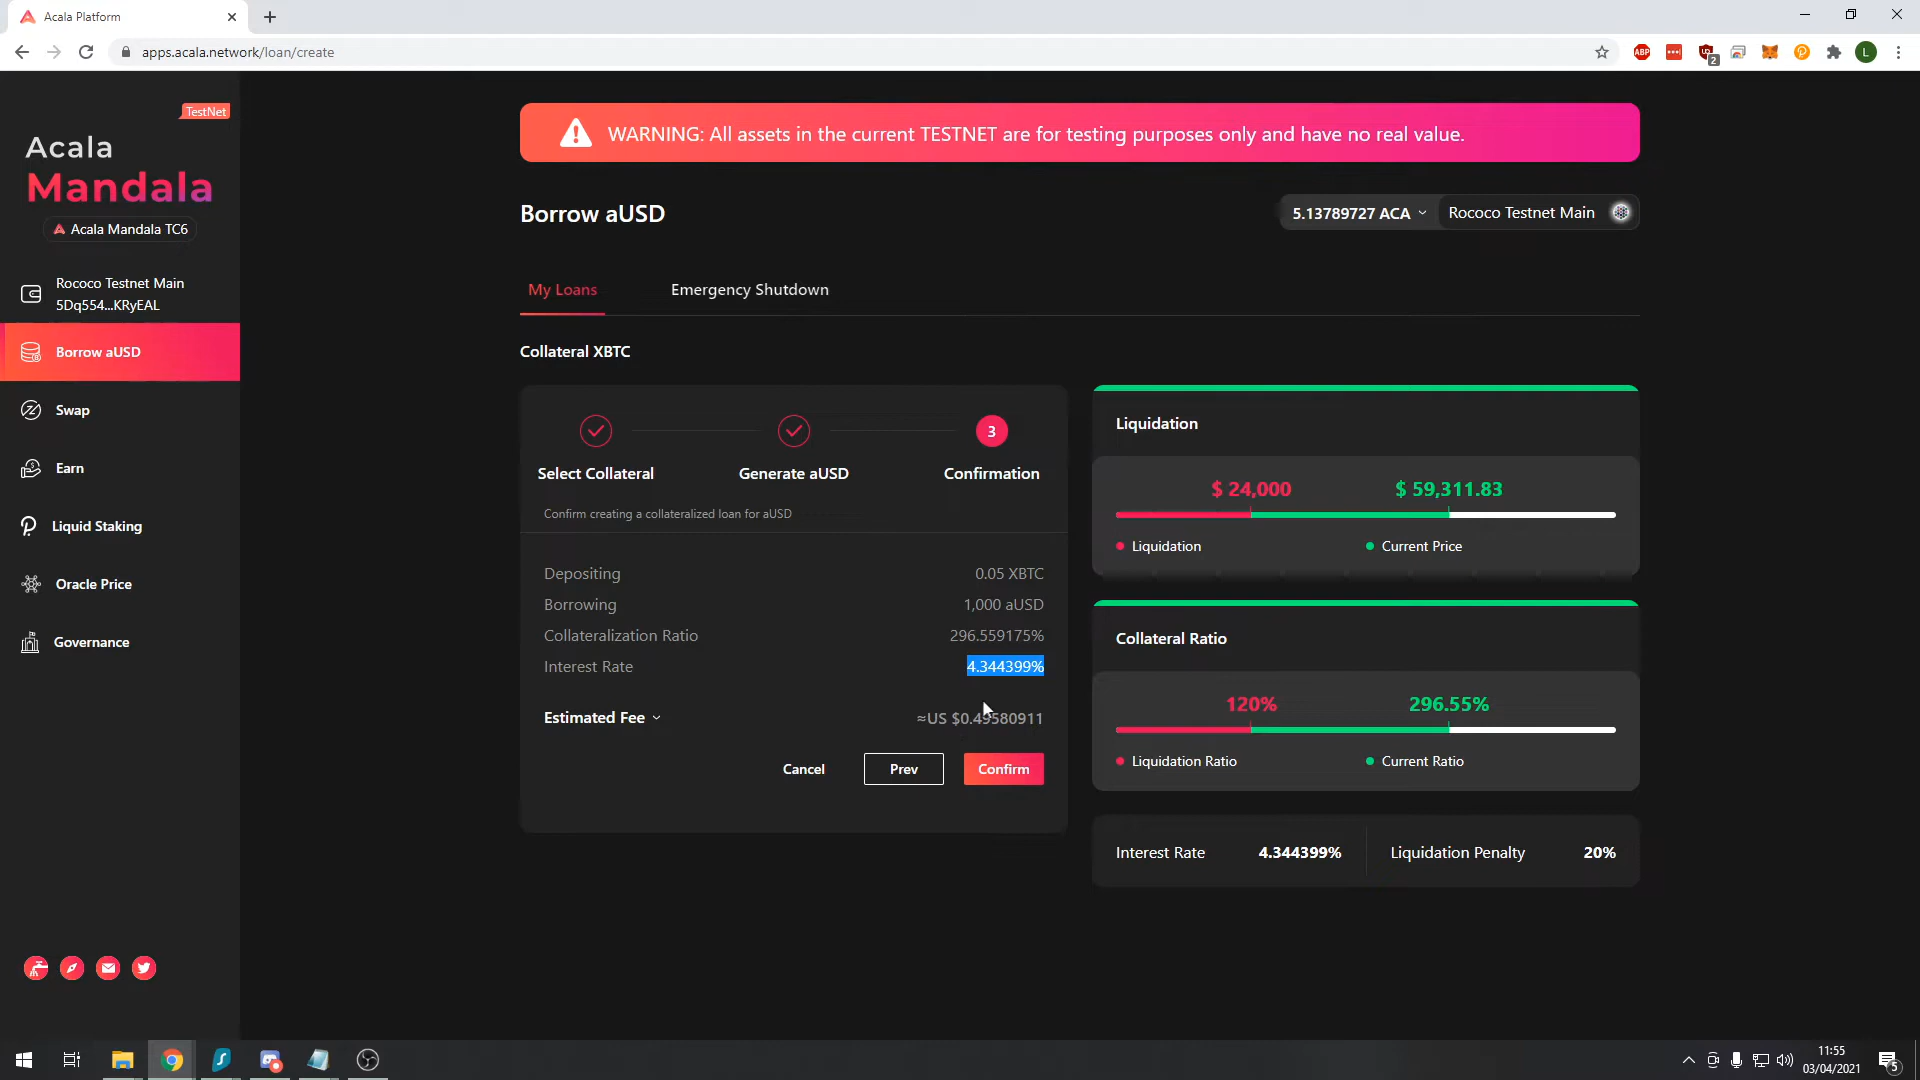 Acala Platform
apps.acala.network/loan/create
ABP
2
L
TestNet
Acala
Mandala
Acala Mandala TC6
Rococo Testnet Main
5Dq554...KRyEAL
Borrow aUSD
Swap
Earn
Liquid Staking
Oracle Price
Governance
WARNING: All assets in the current TESTNET are for testing purposes only and have no real value.
Borrow aUSD
5.13789727 ACA
Rococo Testnet Main
My Loans
Emergency Shutdown
Collateral XBTC
3
Select Collateral
Generate aUSD
Confirmation
Confirm creating a collateralized loan for aUSD
Depositing 0.05 XBTC
Borrowing 1,000 aUSD
Collateralization Ratio 296.559175%
Interest Rate 4.344399%
Estimated Fee ≈US $0.49580911
Cancel
Prev
Confirm
Liquidation
$ 24,000 $ 59,311.83
Liquidation Current Price
Collateral Ratio
120% 296.55%
Liquidation Ratio Current Ratio
Interest Rate 4.344399% Liquidation Penalty 20%
11:55
03/04/2021
5